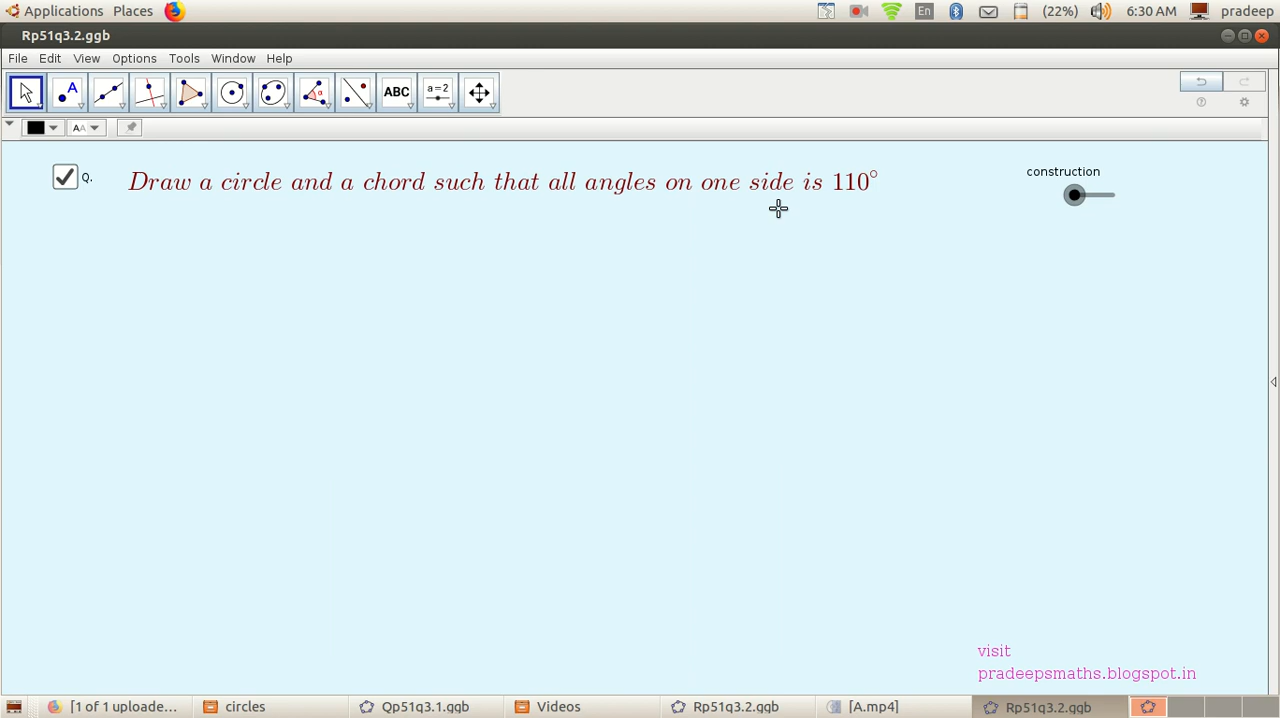 Applications Places En (22%) 6:30 AM pradeep
Rp51q3.2.ggb
File Edit View Options Tools Window Help
A α ABC a=2
AA
Q. Draw a circle and a chord such that all angles on one side is 110°
construction
visit
pradeepsmaths.blogspot.in
[1 of 1 uploade... circles Qp51q3.1.ggb Videos Rp51q3.2.ggb [A.mp4] Rp51q3.2.ggb